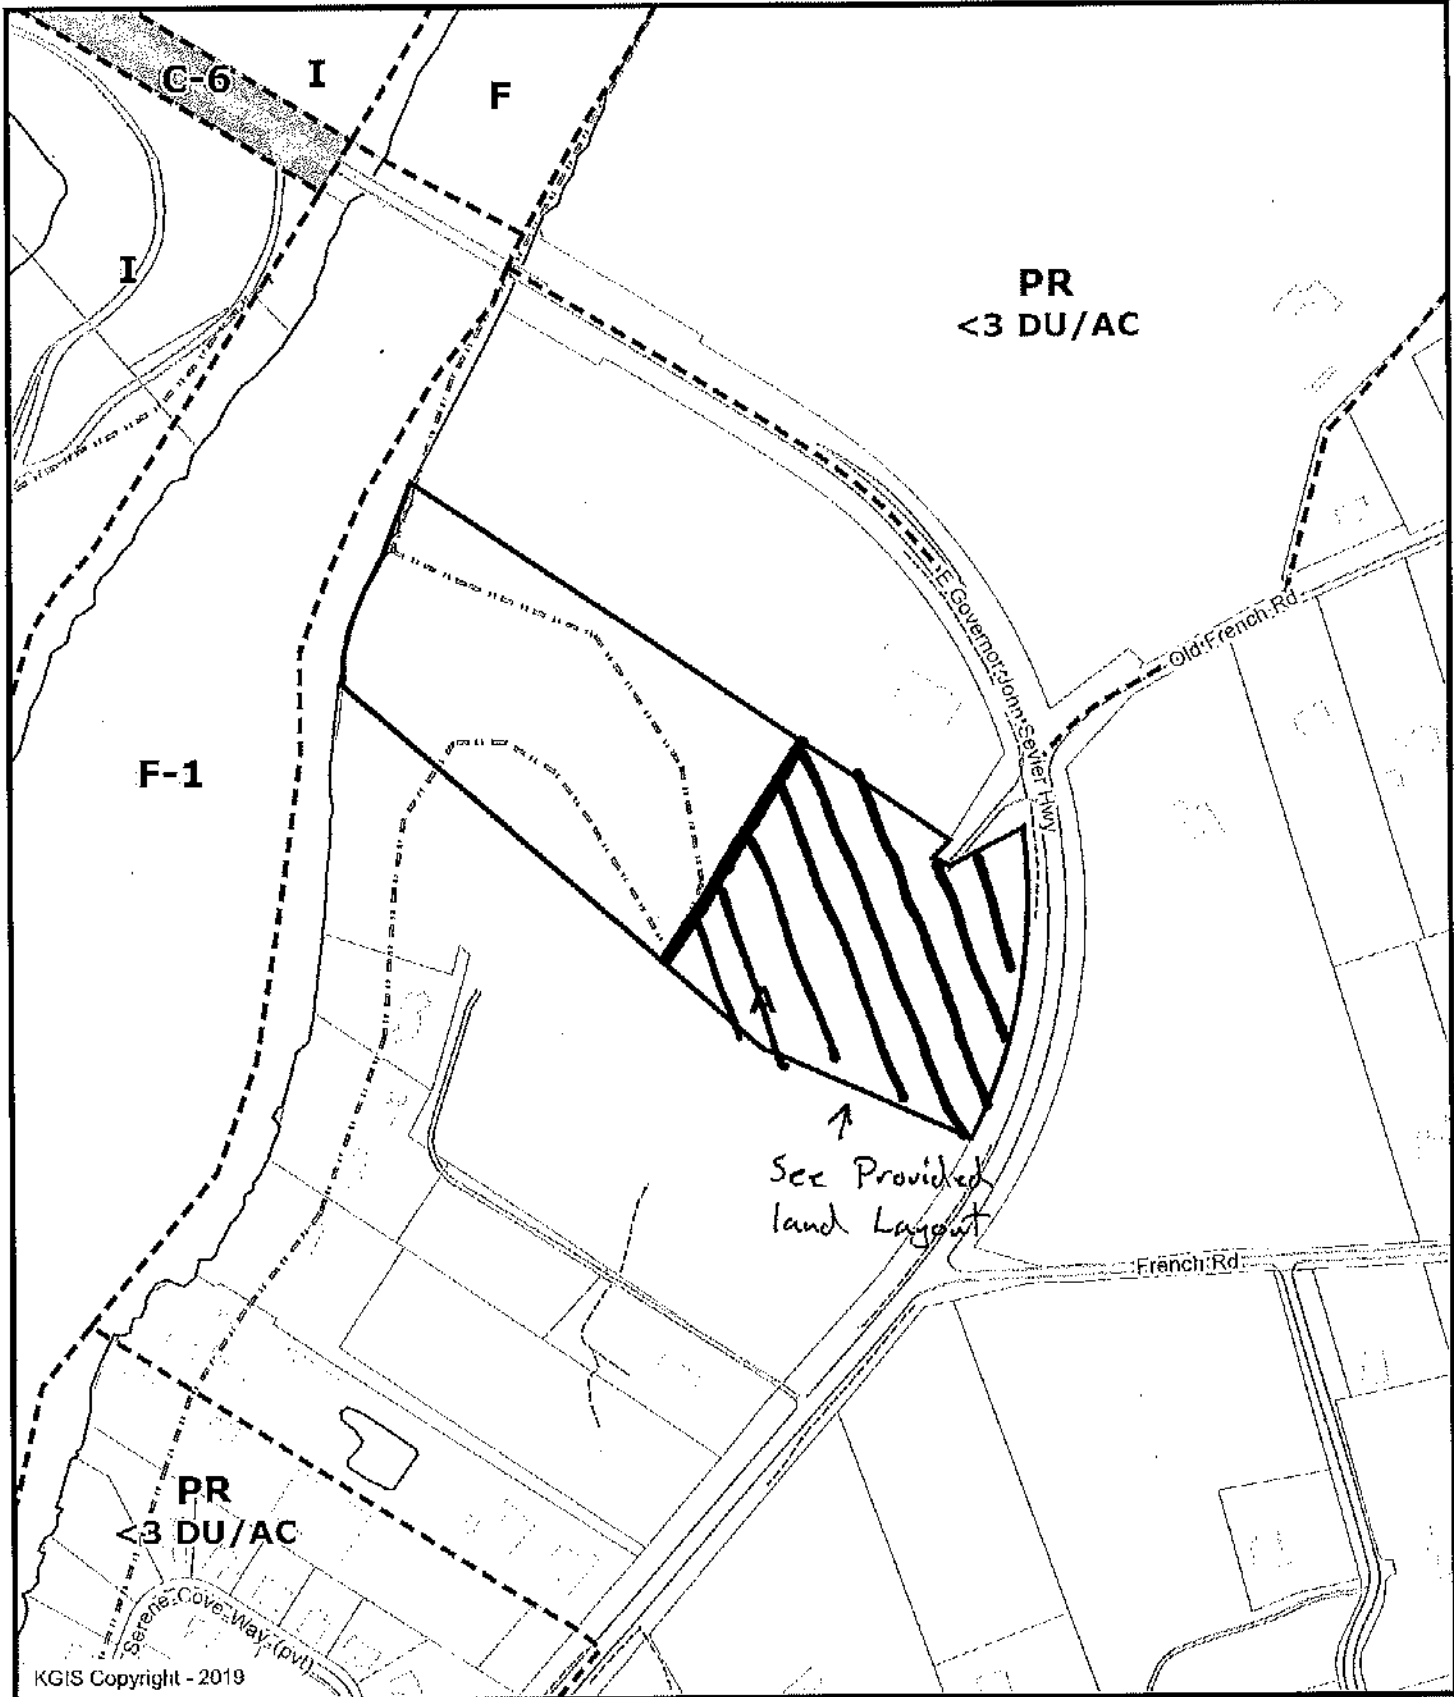 C-6
I
F
I
PR
<3 DU/AC
E Governor John Sevier Hwy
Old French Rd
F-1
A
See Provided
land Layout
French Rd
PR
<3 DU/AC
Serene Cove Way (pvt)
KGIS Copyright - 2019